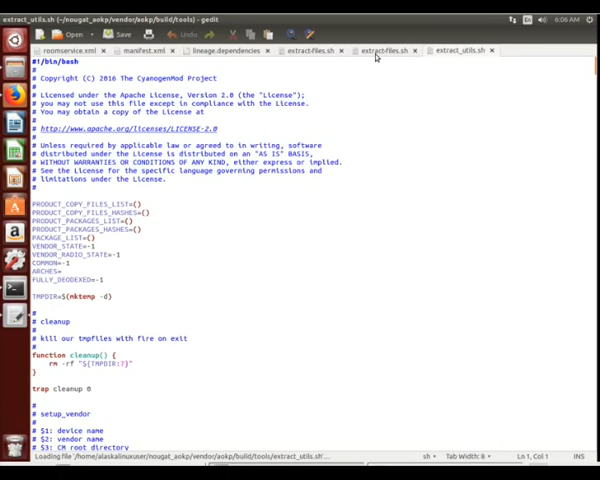 extract_utils.sh (~/nougat_aokp/vendor/aokp/build/tools) - gedit
En
6:06 AM
Open
Save
Undo
roomservice.xml × manifest.xml × lineage.dependencies × extract-files.sh × extract-files.sh × extract_utils.sh ×
#!/bin/bash
#
# Copyright (C) 2016 The CyanogenMod Project
#
# Licensed under the Apache License, Version 2.0 (the "License");
# you may not use this file except in compliance with the License.
# You may obtain a copy of the License at
#
# http://www.apache.org/licenses/LICENSE-2.0
#
# Unless required by applicable law or agreed to in writing, software
# distributed under the License is distributed on an "AS IS" BASIS,
# WITHOUT WARRANTIES OR CONDITIONS OF ANY KIND, either express or implied.
# See the License for the specific language governing permissions and
# limitations under the License.
#
PRODUCT_COPY_FILES_LIST=()
PRODUCT_COPY_FILES_HASHES=()
PRODUCT_PACKAGES_LIST=()
PRODUCT_PACKAGES_HASHES=()
PACKAGE_LIST=()
VENDOR_STATE=-1
VENDOR_RADIO_STATE=-1
COMMON=-1
ARCHES=
FULLY_DEODEXED=-1
TMPDIR=$(mktemp -d)
#
# cleanup
#
# kill our tmpfiles with fire on exit
#
function cleanup() {
rm -rf "${TMPDIR:?}"
}
trap cleanup 0
#
# setup_vendor
#
# $1: device name
# $2: vendor name
# $3: CM root directory
Loading file '/home/alaskalinuxuser/nougat_aokp/vendor/aokp/build/tools/extract_utils.sh'...
sh
Tab Width: 8
Ln 1, Col 1
INS